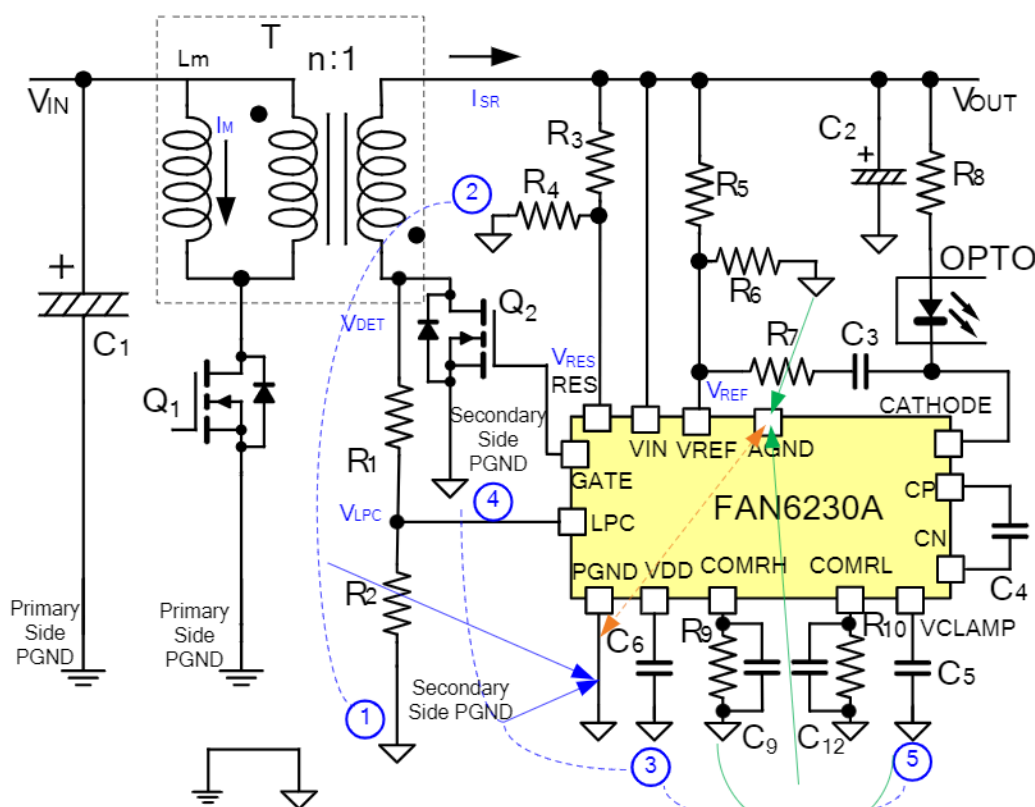 T
Lm
n:1
VIN
IM
ISR
VOUT
C2
+
R3
R4
R5
R8
2
OPTO
R6
+
C1
VDET
Q2
R7
C3
VRES
RES
VREF
Q1
CATHODE
Secondary
Side
PGND
VIN
VREF
AGND
R1
GATE
CP
FAN6230A
VLPC
4
LPC
CN
COMRH
COMRL
PGND
VDD
C4
R2
Primary
Side
PGND
Primary
Side
PGND
C6
R9
R10
VCLAMP
C5
Secondary
Side PGND
1
C9
C12
3
5